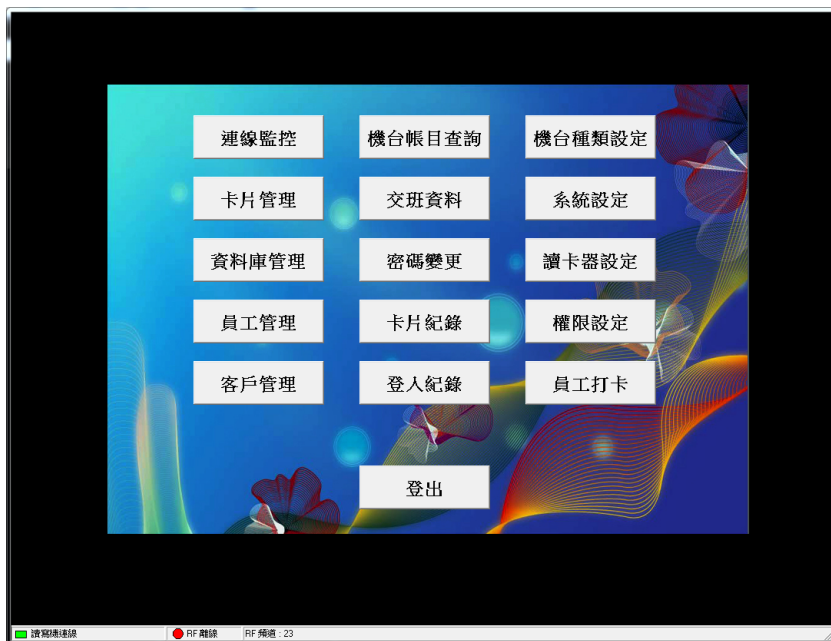 連線監控 機台帳目查詢 機台種類設定
卡片管理 交班資料 系統設定
資料庫管理 密碼變更 讀卡器設定
員工管理 卡片紀錄 權限設定
客戶管理 登入紀錄 員工打卡
登出
讀寫機連線 RF 離線 RF 頻道 : 23